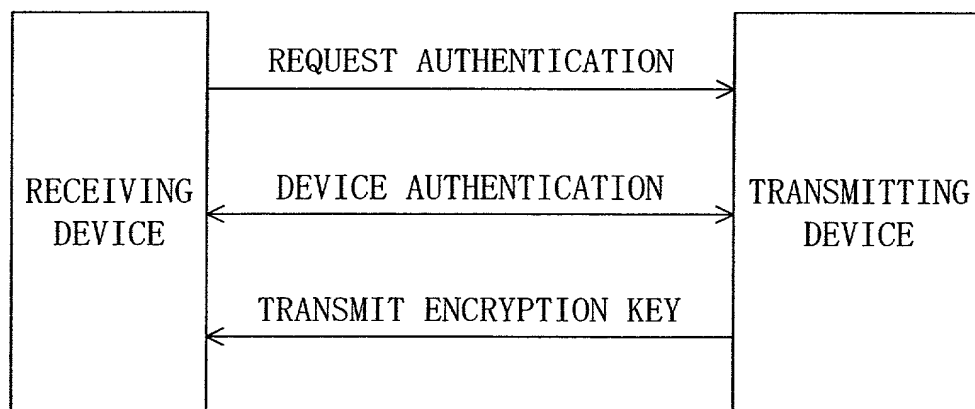 REQUEST AUTHENTICATION
RECEIVING
DEVICE
DEVICE AUTHENTICATION
TRANSMITTING
DEVICE
TRANSMIT ENCRYPTION KEY